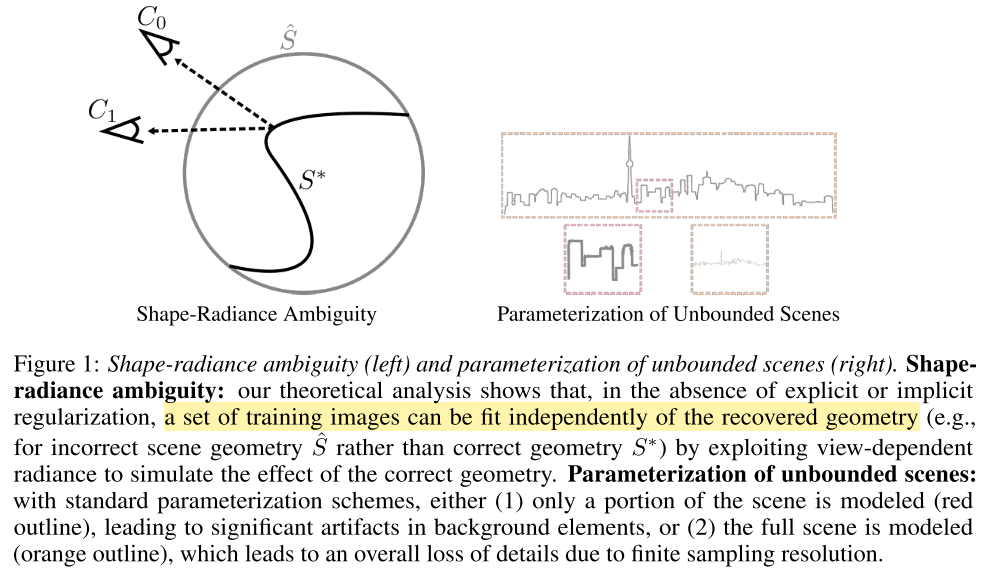 C₀
Ŝ
C₁
S*
Shape-Radiance Ambiguity
Parameterization of Unbounded Scenes
Figure 1: Shape-radiance ambiguity (left) and parameterization of unbounded scenes (right). Shape-
radiance ambiguity: our theoretical analysis shows that, in the absence of explicit or implicit
regularization, a set of training images can be fit independently of the recovered geometry (e.g.,
for incorrect scene geometry Ŝ rather than correct geometry S*) by exploiting view-dependent
radiance to simulate the effect of the correct geometry. Parameterization of unbounded scenes:
with standard parameterization schemes, either (1) only a portion of the scene is modeled (red
outline), leading to significant artifacts in background elements, or (2) the full scene is modeled
(orange outline), which leads to an overall loss of details due to finite sampling resolution.